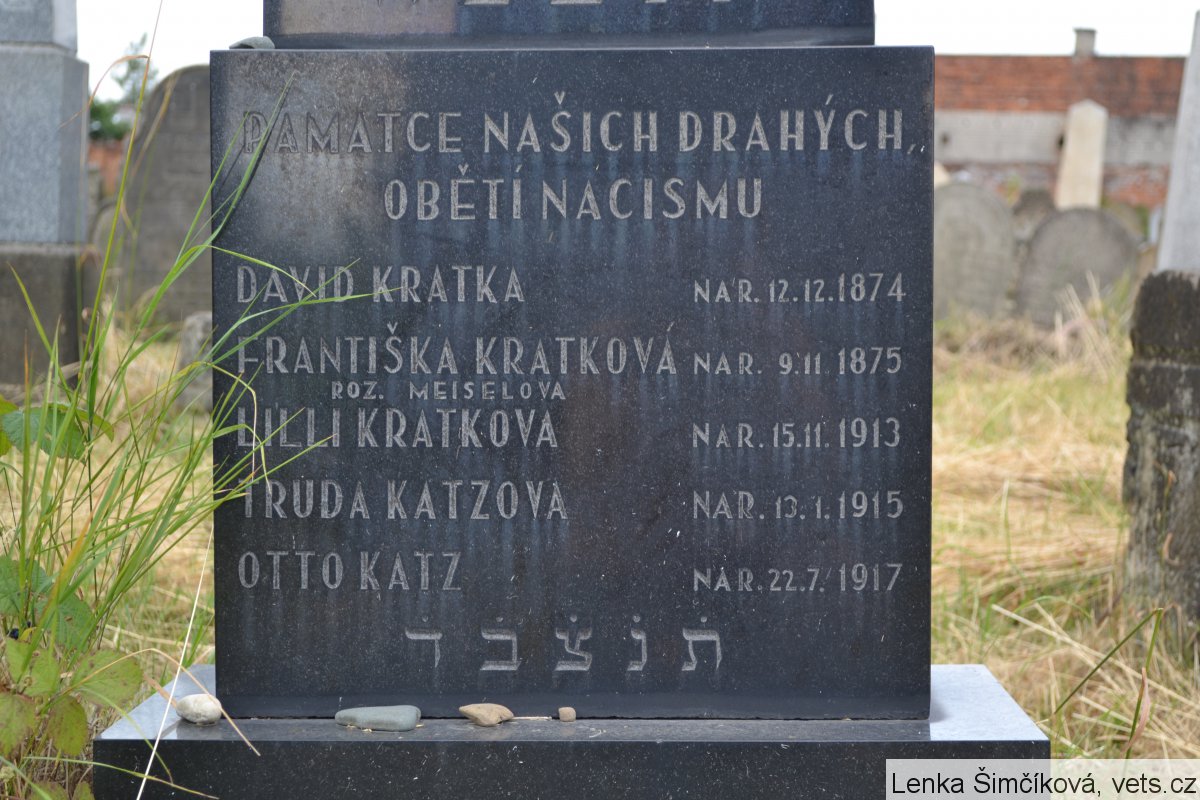 PAMÁTCE NAŠICH DRAHÝCH,
OBĚTÍ NACISMU
DAVID KRATKA NAR. 12.12.1874
FRANTIŠKA KRATKOVÁ NAR. 9.11.1875
ROZ. MEISELOVA
LILLI KRATKOVA NAR. 15.11.1913
TRUDA KATZOVA NAR. 13.1.1915
OTTO KATZ NAR. 22.7.1917
ת נ צ ב ד
Lenka Šimčíková, vets.cz